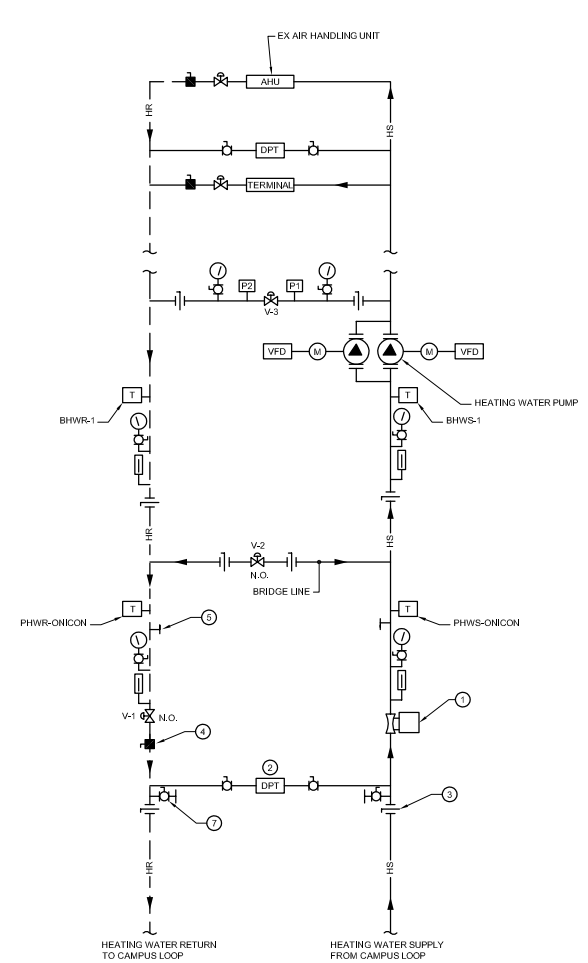 EX AIR HANDLING UNIT
AHU
HR
HS
DPT
TERMINAL
P2
P1
V-3
VFD
M
M
VFD
HEATING WATER PUMP
T
BHWR-1
T
BHWS-1
HR
HS
V-2
N.O.
BRIDGE LINE
T
PHWR-ONICON
5
T
PHWS-ONICON
V-1
N.O.
1
4
2
DPT
3
7
HR
HS
HEATING WATER RETURN
TO CAMPUS LOOP
HEATING WATER SUPPLY
FROM CAMPUS LOOP